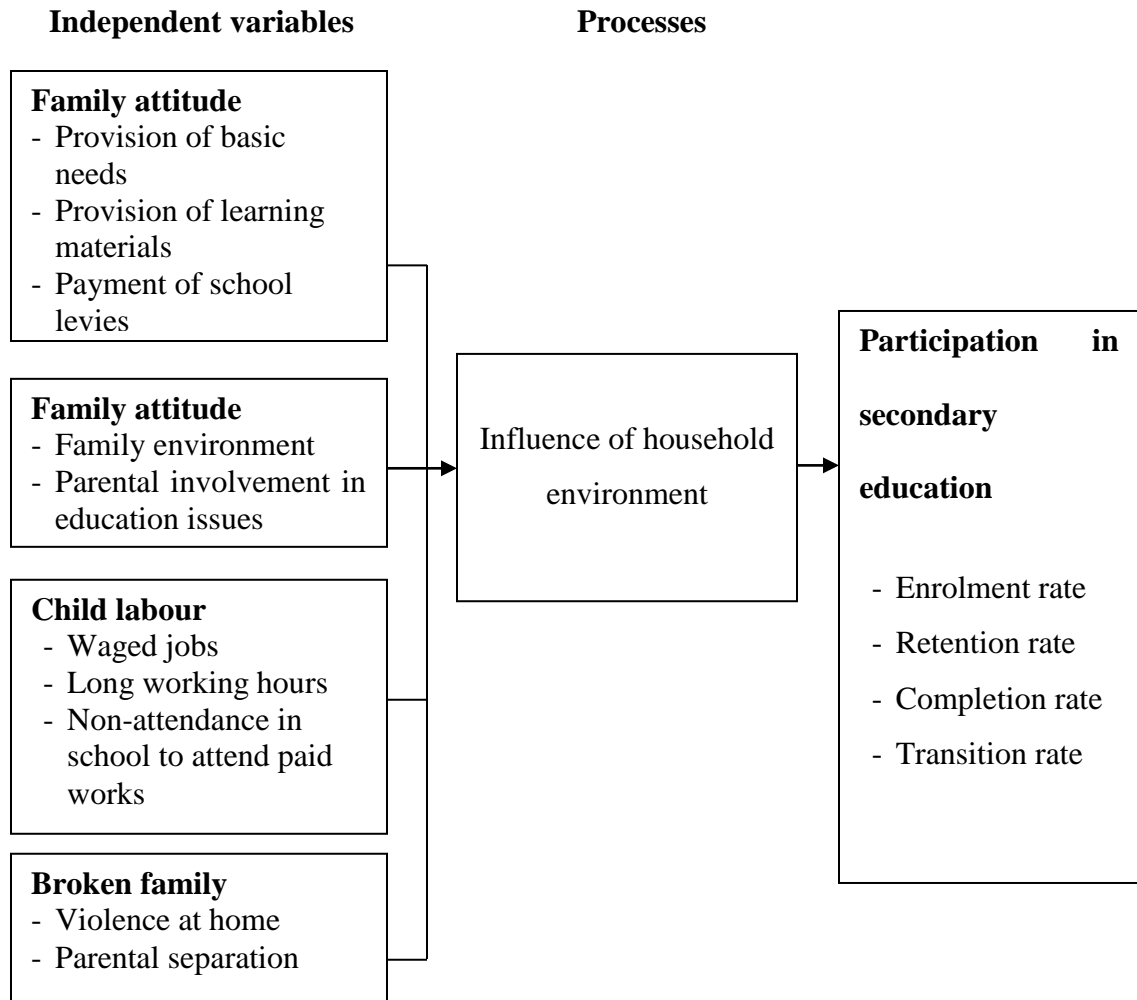 Independent variables
Processes
Family attitude
- Provision of basic
needs
- Provision of learning
materials
- Payment of school
levies
Family attitude
- Family environment
- Parental involvement in
education issues
Child labour
- Waged jobs
- Long working hours
- Non-attendance in
school to attend paid
works
Broken family
- Violence at home
- Parental separation
Influence of household
environment
Participation in
secondary
education
- Enrolment rate
- Retention rate
- Completion rate
- Transition rate